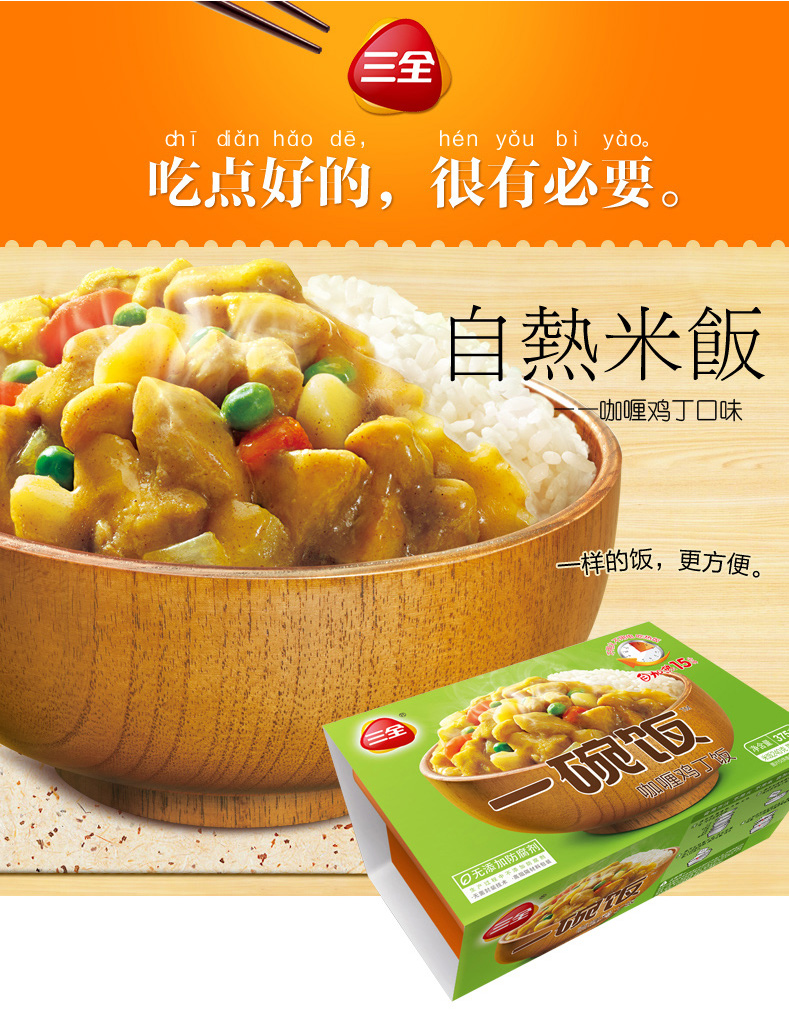 三全
chī diǎn hǎo dē, hén yǒu bì yào。
吃点好的，很有必要。
自熱米飯
——咖喱鸡丁口味
一样的饭，更方便。
三全®
一碗饭
咖喱鸡丁饭
无添加防腐剂
三全
一碗饭